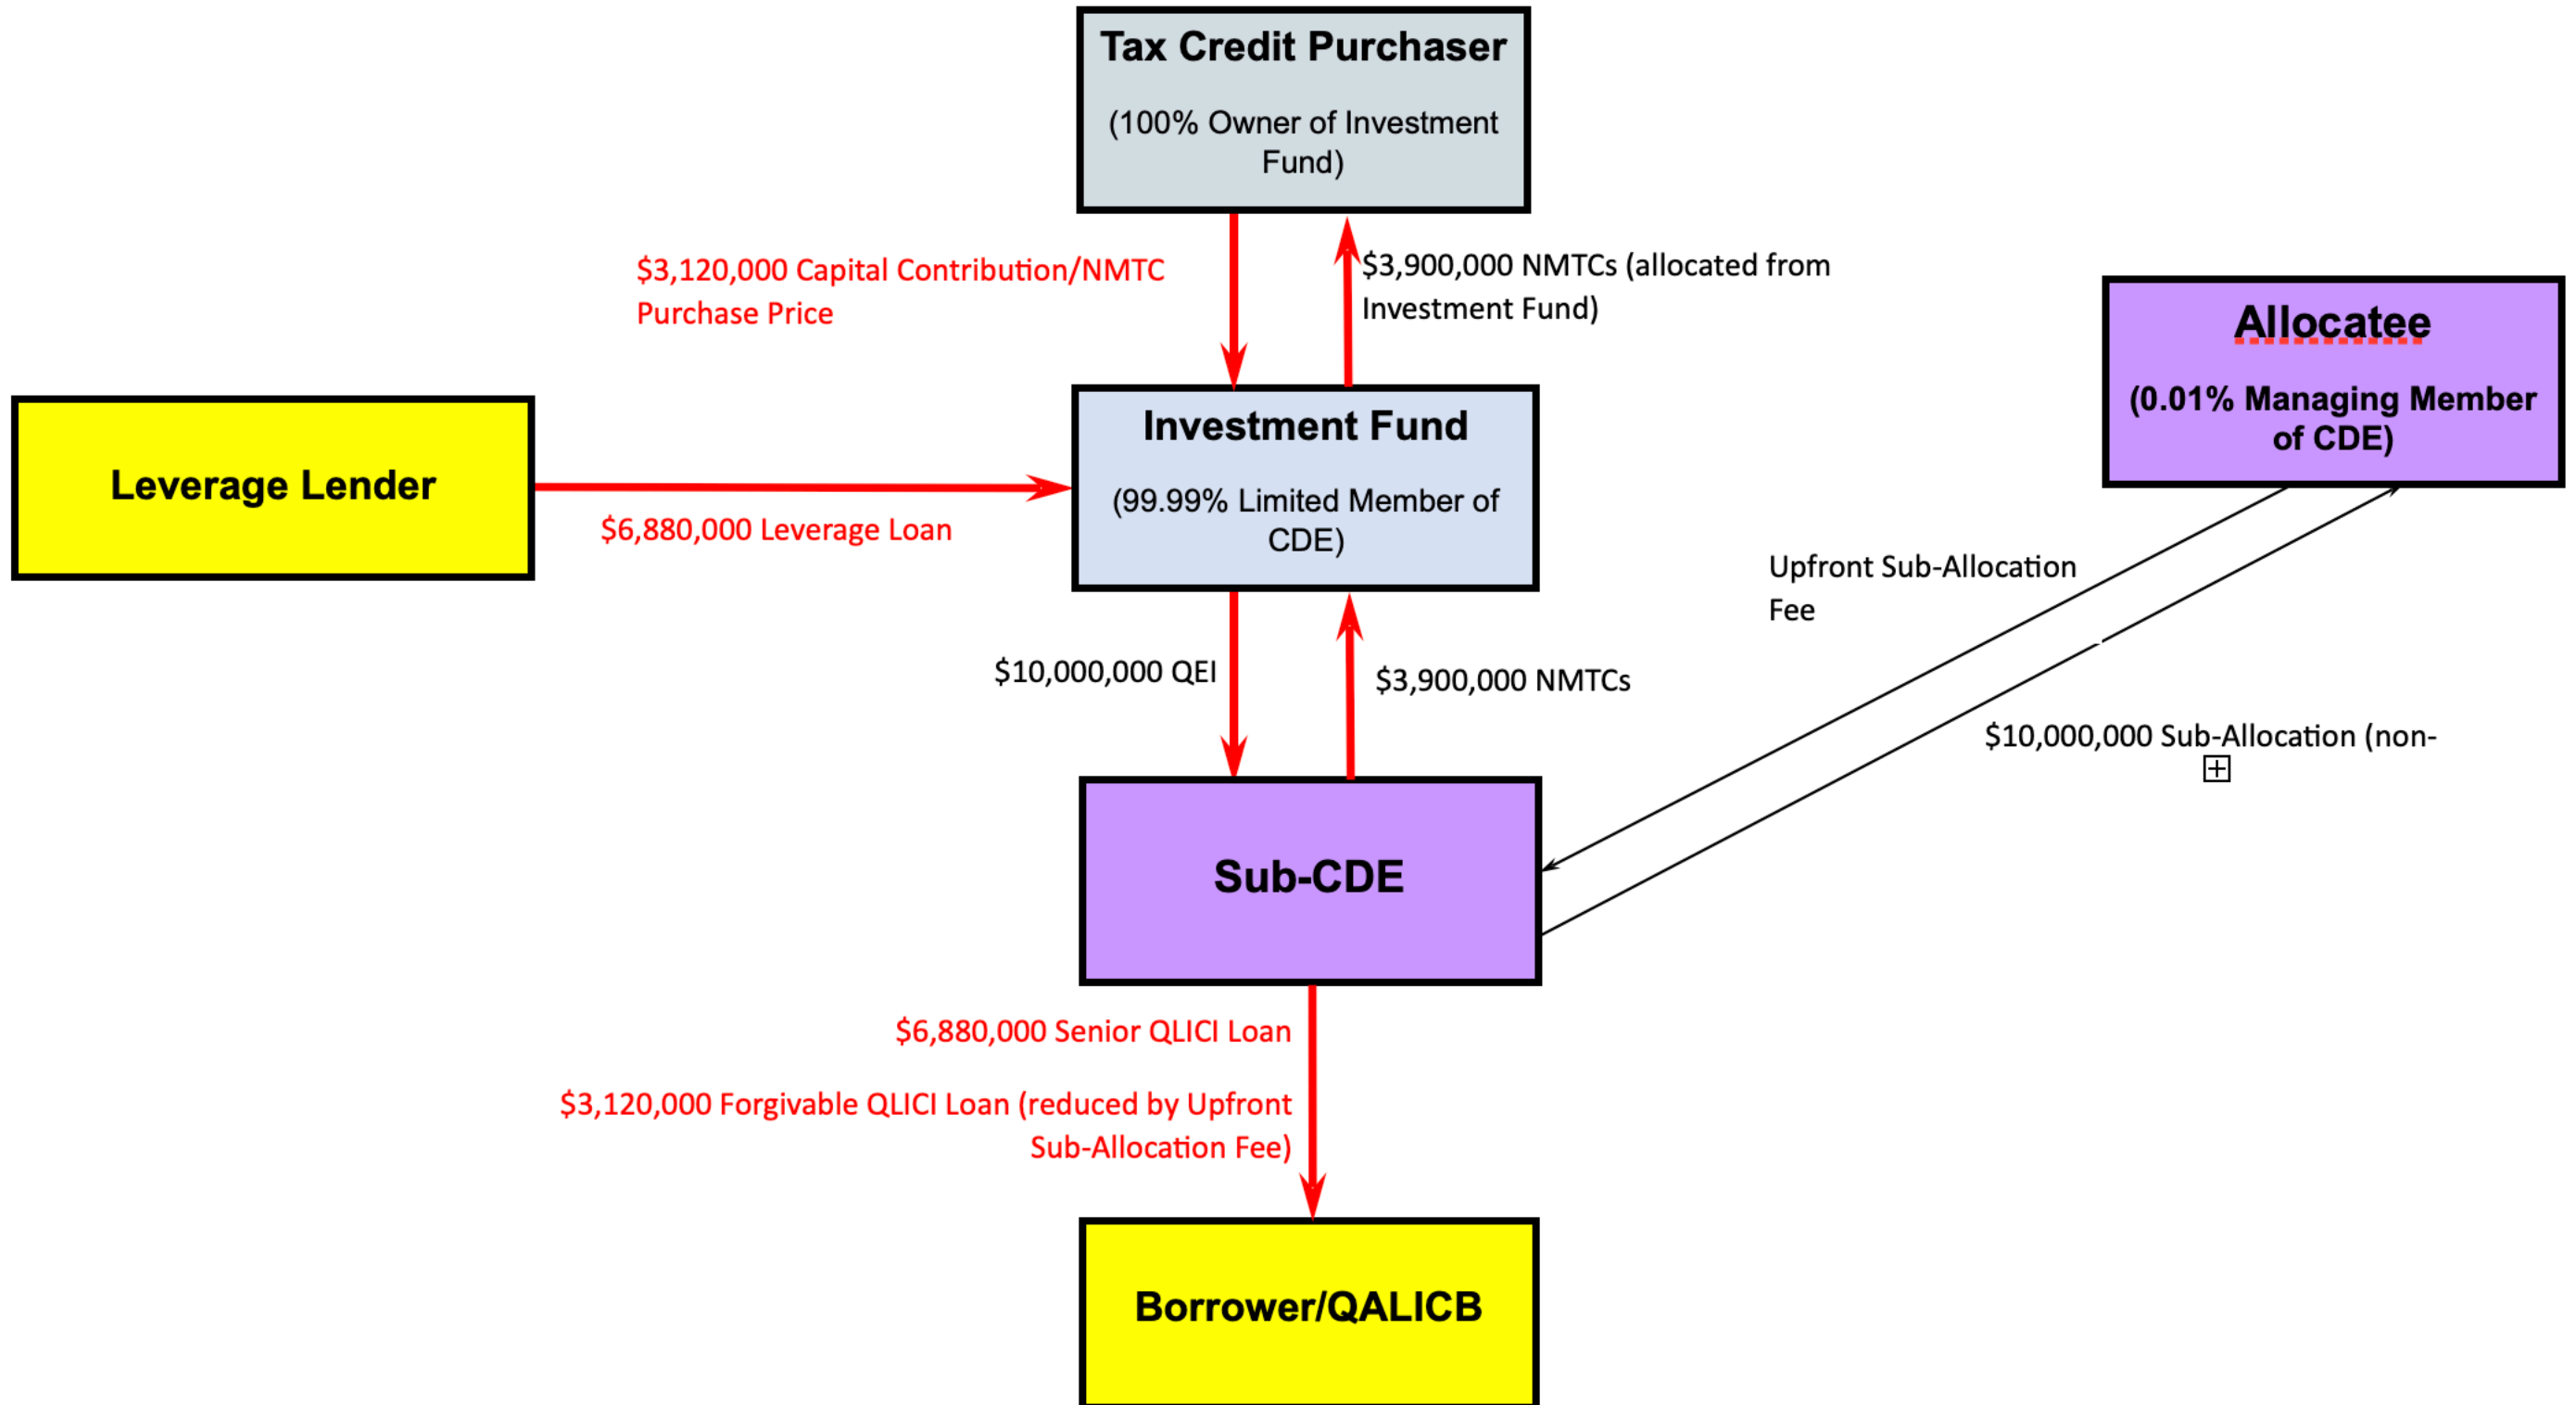 Tax Credit Purchaser
(100% Owner of Investment
Fund)
$3,120,000 Capital Contribution/NMTC
Purchase Price
$3,900,000 NMTCs (allocated from
Investment Fund)
Allocatee
(0.01% Managing Member
of CDE)
Leverage Lender
$6,880,000 Leverage Loan
Investment Fund
(99.99% Limited Member of
CDE)
Upfront Sub-Allocation
Fee
$10,000,000 QEI
$3,900,000 NMTCs
$10,000,000 Sub-Allocation (non-
Sub-CDE
$6,880,000 Senior QLICI Loan
$3,120,000 Forgivable QLICI Loan (reduced by Upfront
Sub-Allocation Fee)
Borrower/QALICB